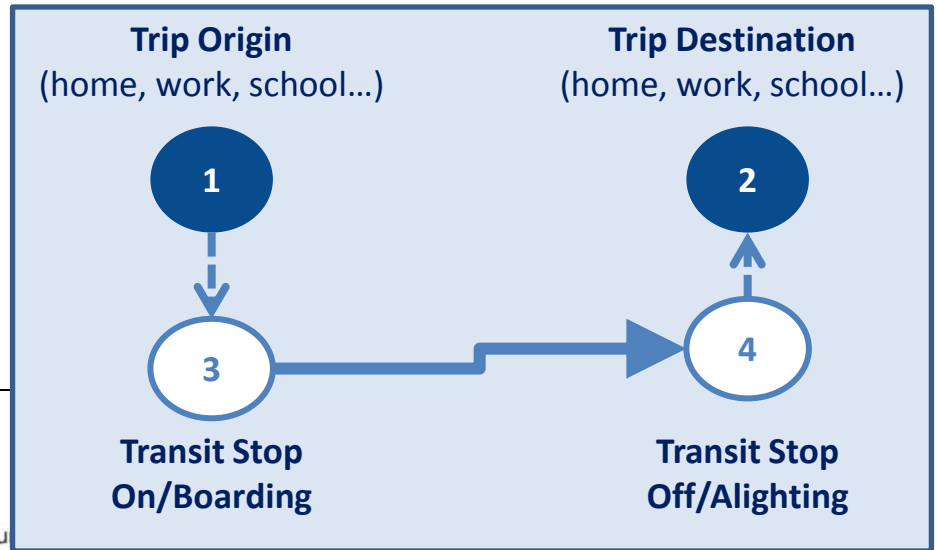 Trip Origin
(home, work, school...)
Trip Destination
(home, work, school...)
1
2
3
4
Transit Stop
On/Boarding
Transit Stop
Off/Alighting